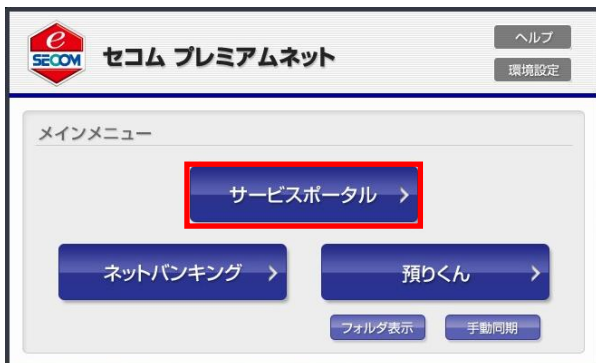 e
SECOM
セコム プレミアムネット
ヘルプ
環境設定
メインメニュー
サービスポータル >
ネットバンキング >
預りくん >
フォルダ表示
手動同期